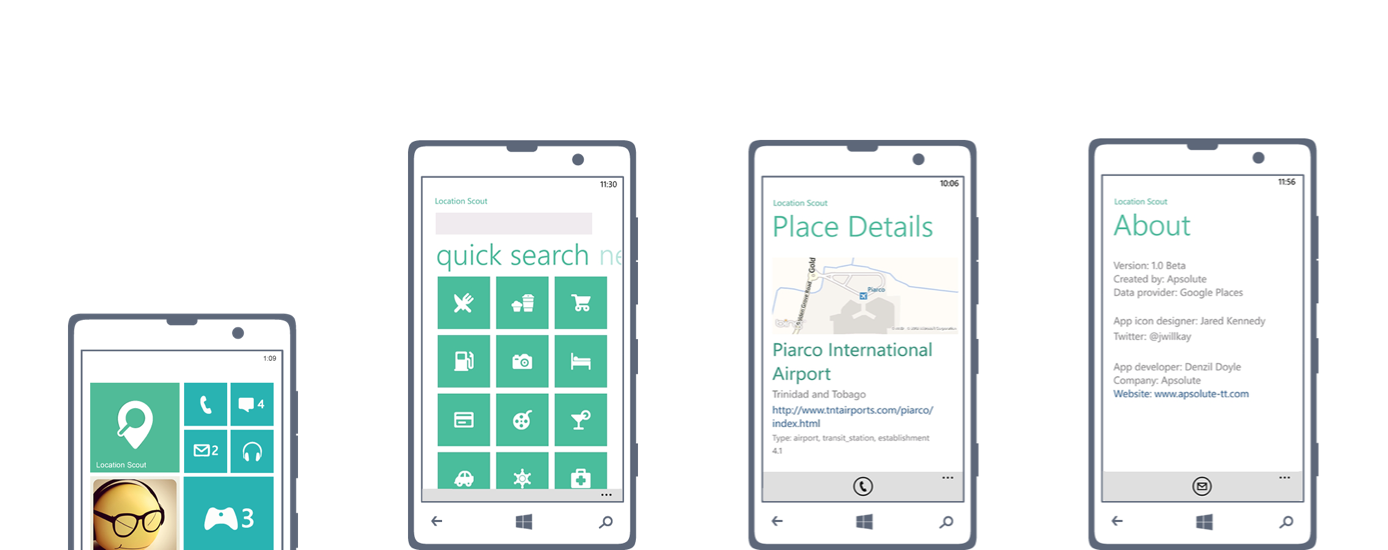 1:09
4
2
Location Scout
3
11:30
Location Scout
quick search ne
...
10:06
Location Scout
Place Details
Gold
Piarco
Piarco International
Airport
Trinidad and Tobago
http://www.tntairports.com/piarco/
index.html
Type: airport, transit_station, establishment
4.1
...
11:56
Location Scout
About
Version: 1.0 Beta
Created by: Apsolute
Data provider: Google Places
App icon designer: Jared Kennedy
Twitter: @jwillkay
App developer: Denzil Doyle
Company: Apsolute
Website: www.apsolute-tt.com
...